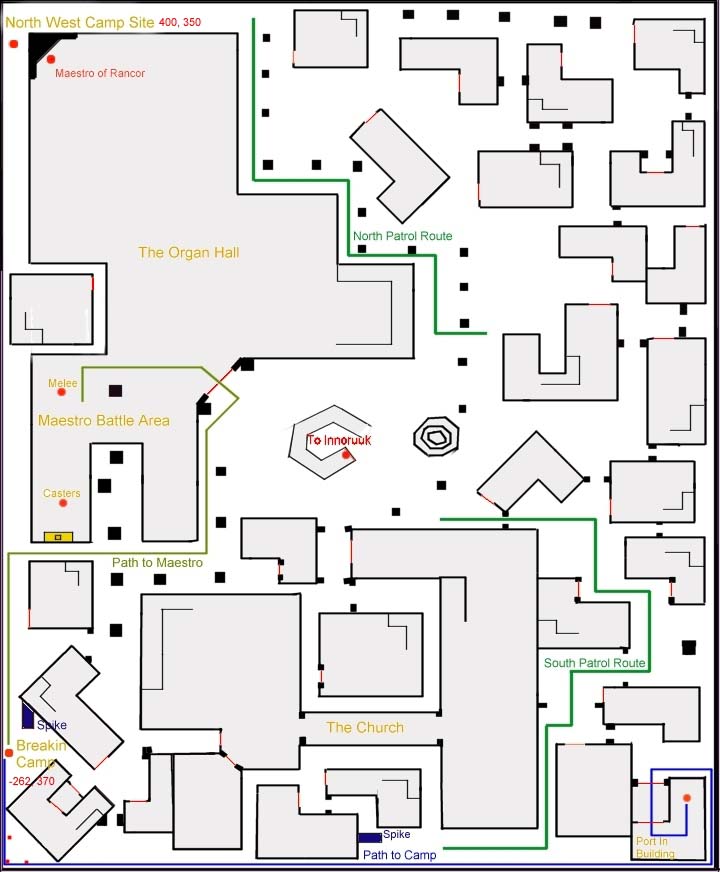 North West Camp Site 400, 350
Maestro of Rancor
North Patrol Route
The Organ Hall
Melee
Maestro Battle Area
To Innoruuk
Casters
Path to Maestro
South Patrol Route
Spike
The Church
Breakin
Camp
-262, 370
Spike
Path to Camp
Port In
Building